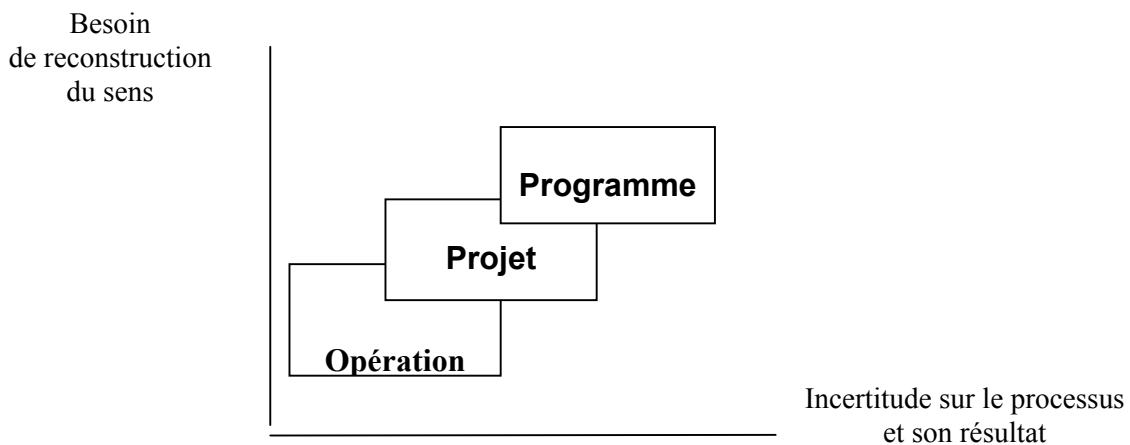 Besoin
de reconstruction
du sens
Programme
Projet
Opération
Incertitude sur le processus
et son résultat